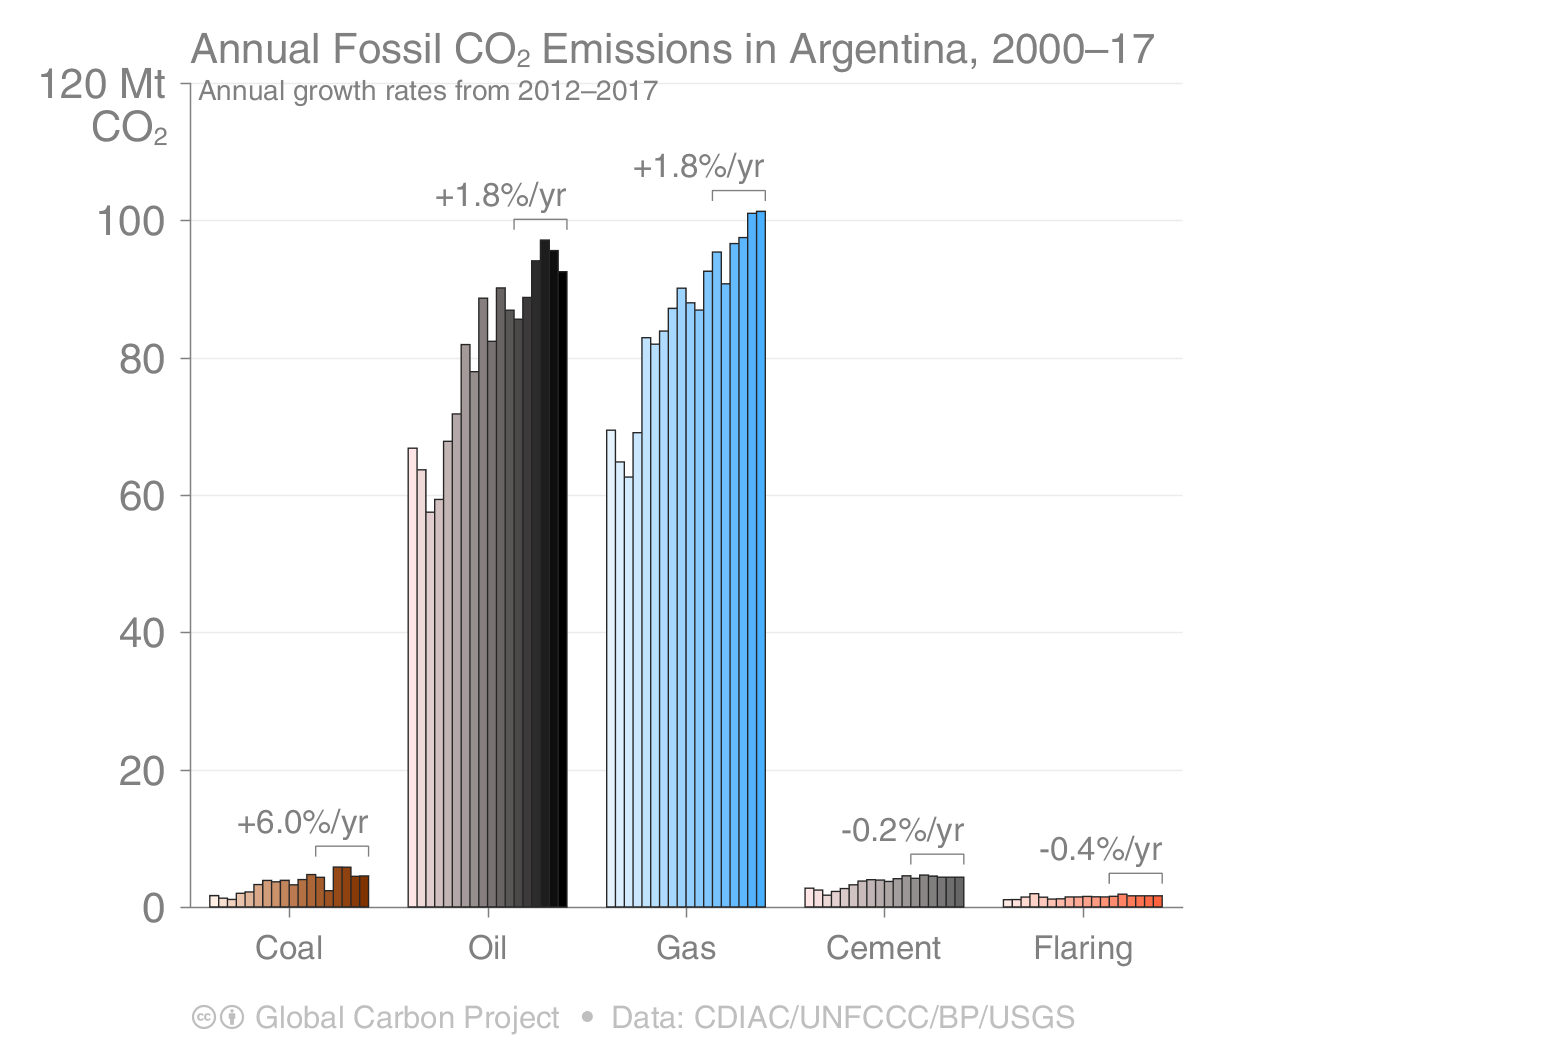 Annual Fossil CO₂ Emissions in Argentina, 2000–17
120 Mt
CO₂
Annual growth rates from 2012–2017
+1.8%/yr
+1.8%/yr
100
80
60
40
20
+6.0%/yr
-0.2%/yr
-0.4%/yr
0
Coal Oil Gas Cement Flaring
cc Global Carbon Project • Data: CDIAC/UNFCCC/BP/USGS